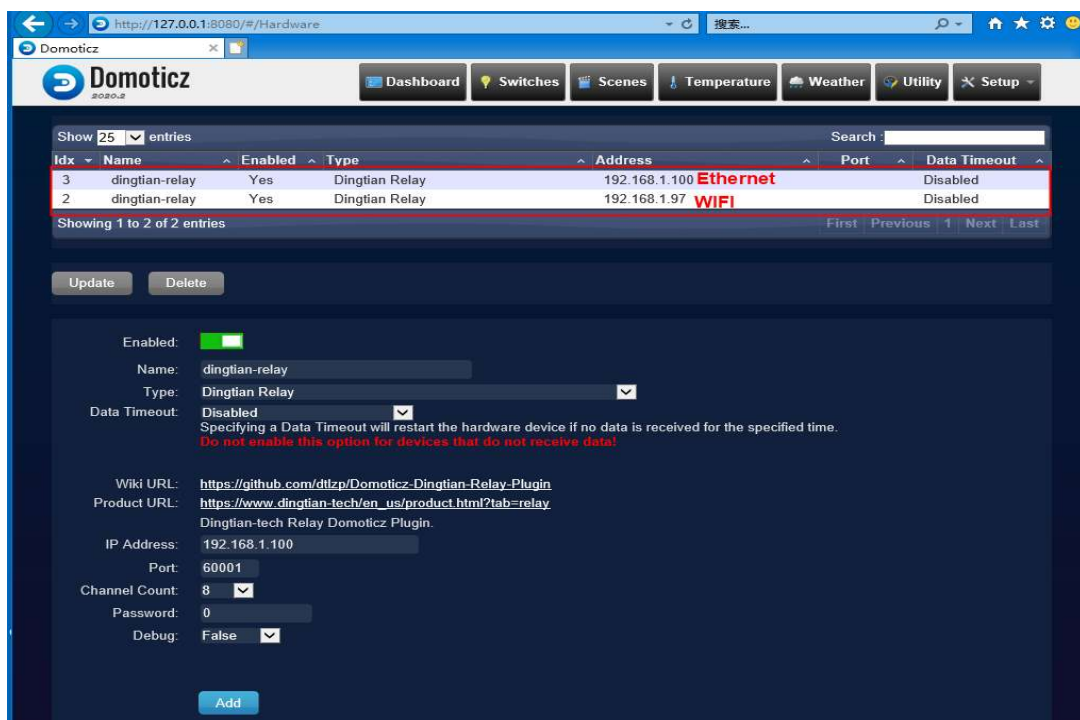 http://127.0.0.1:8080/#/Hardware
搜索...
Domoticz
Domoticz
2020.2
Dashboard Switches Scenes Temperature Weather Utility Setup
Show 25 entries Search :
Idx Name Enabled Type Address Port Data Timeout
3 dingtian-relay Yes Dingtian Relay 192.168.1.100 Ethernet Disabled
2 dingtian-relay Yes Dingtian Relay 192.168.1.97 WIFI Disabled
Showing 1 to 2 of 2 entries First Previous 1 Next Last
Update Delete
Enabled:
Name: dingtian-relay
Type: Dingtian Relay
Data Timeout: Disabled
Specifying a Data Timeout will restart the hardware device if no data is received for the specified time.
Do not enable this option for devices that do not receive data!
Wiki URL: https://github.com/dtlzp/Domoticz-Dingtian-Relay-Plugin
Product URL: https://www.dingtian-tech/en_us/product.html?tab=relay
Dingtian-tech Relay Domoticz Plugin.
IP Address: 192.168.1.100
Port: 60001
Channel Count: 8
Password: 0
Debug: False
Add